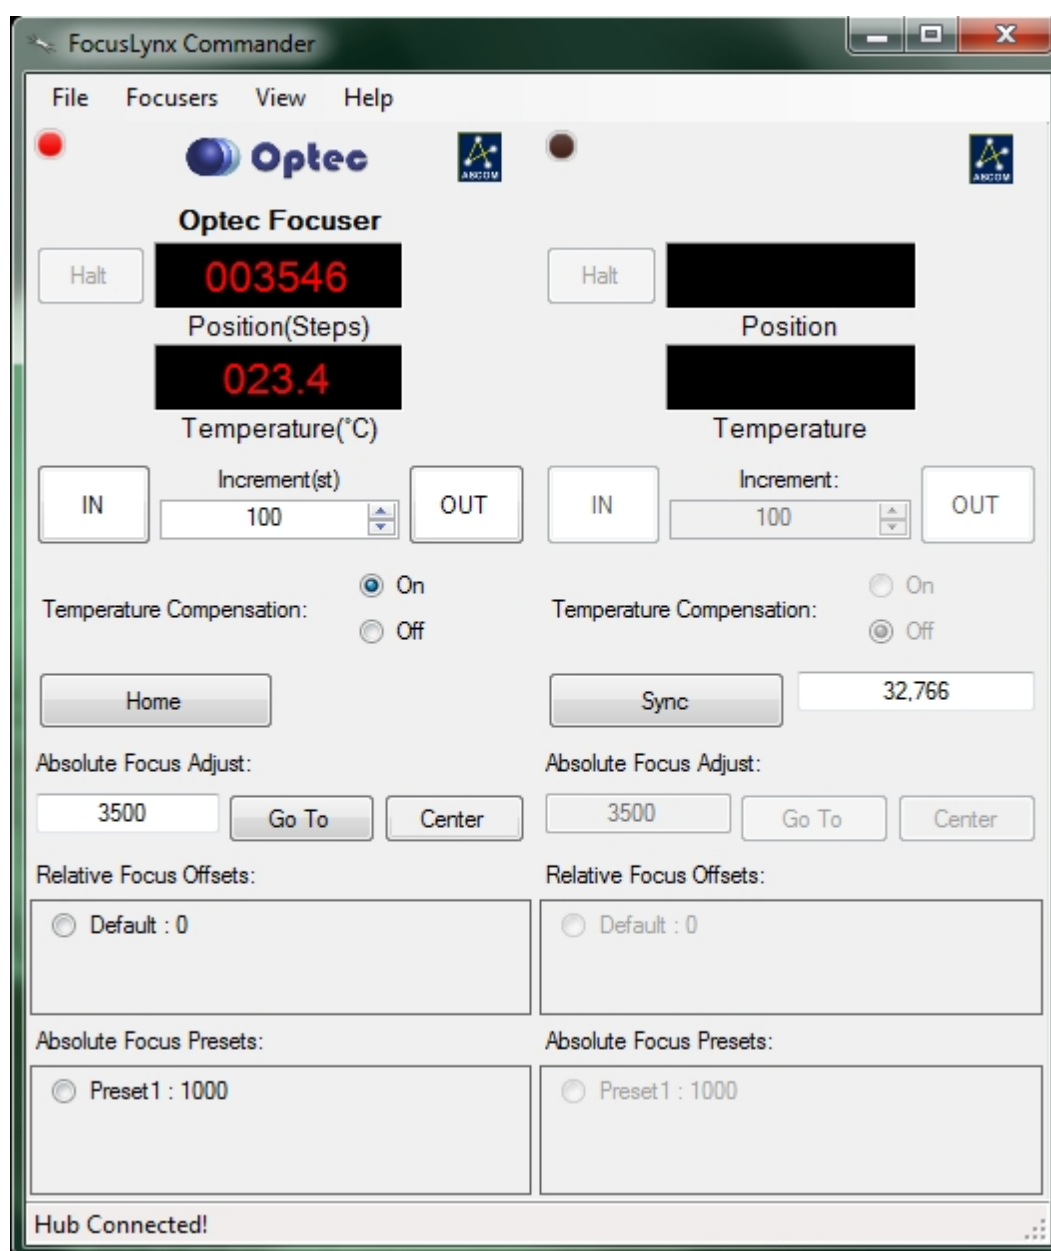 FocusLynx Commander
File Focusers View Help
Optec ASCOM ASCOM
Optec Focuser
Halt 003546 Halt
Position(Steps) Position
023.4
Temperature(°C) Temperature
IN Increment(st) 100 OUT IN Increment: 100 OUT
Temperature Compensation: On Off Temperature Compensation: On Off
Home Sync 32,766
Absolute Focus Adjust: Absolute Focus Adjust:
3500 Go To Center 3500 Go To Center
Relative Focus Offsets: Relative Focus Offsets:
Default : 0 Default : 0
Absolute Focus Presets: Absolute Focus Presets:
Preset1 : 1000 Preset1 : 1000
Hub Connected!